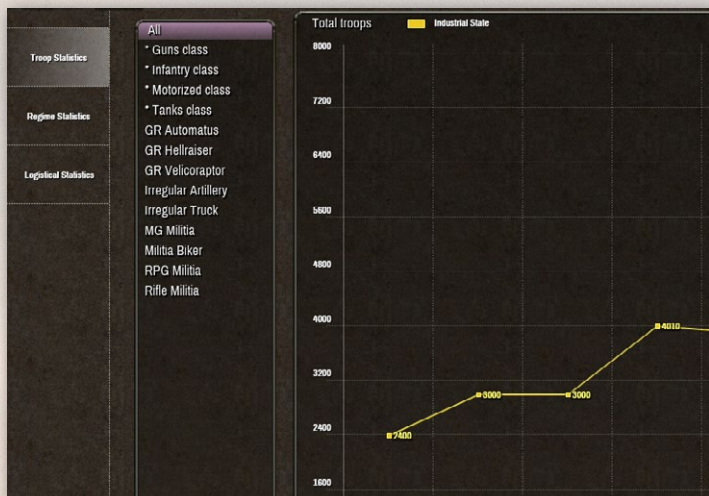 Troop Statistics
Regime Statistics
Logistical Statistics
All
* Guns class
* Infantry class
* Motorized class
* Tanks class
GR Automatus
GR Hellraiser
GR Velicoraptor
Irregular Artillery
Irregular Truck
MG Militia
Militia Biker
RPG Militia
Rifle Militia
Total troops
Industrial State
8000
7200
6400
5600
4800
4000
3200
2400
1600
2400
3000
3000
4010